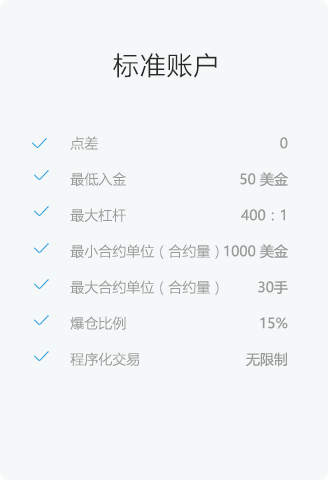 标准账户
点差 0
最低入金 50 美金
最大杠杆 400：1
最小合约单位（合约量）1000 美金
最大合约单位（合约量） 30手
爆仓比例 15%
程序化交易 无限制